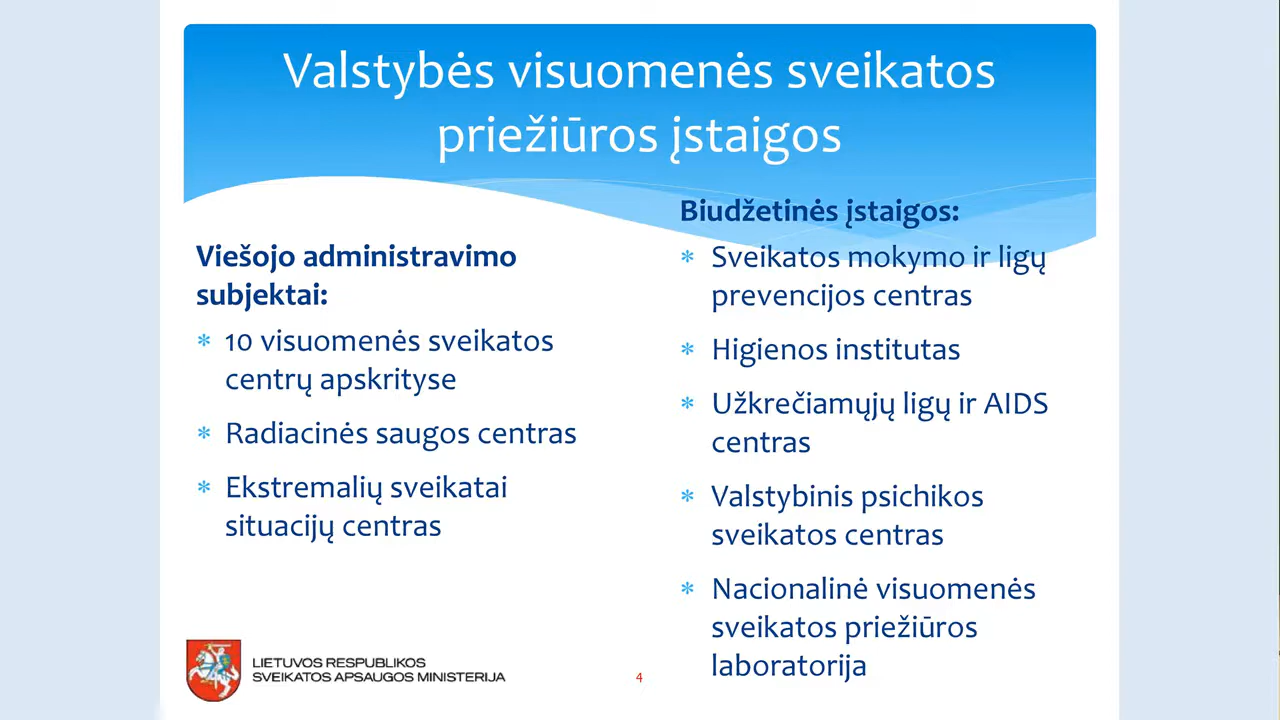 Valstybės visuomenės sveikatos
priežiūros įstaigos
Viešojo administravimo
subjektai:
* 10 visuomenės sveikatos
centrų apskrityse
* Radiacinės saugos centras
* Ekstremalių sveikatai
situacijų centras
Biudžetinės įstaigos:
* Sveikatos mokymo ir ligų
prevencijos centras
* Higienos institutas
* Užkrečiamųjų ligų ir AIDS
centras
* Valstybinis psichikos
sveikatos centras
* Nacionalinė visuomenės
sveikatos priežiūros
laboratorija
LIETUVOS RESPUBLIKOS
SVEIKATOS APSAUGOS MINISTERIJA
4